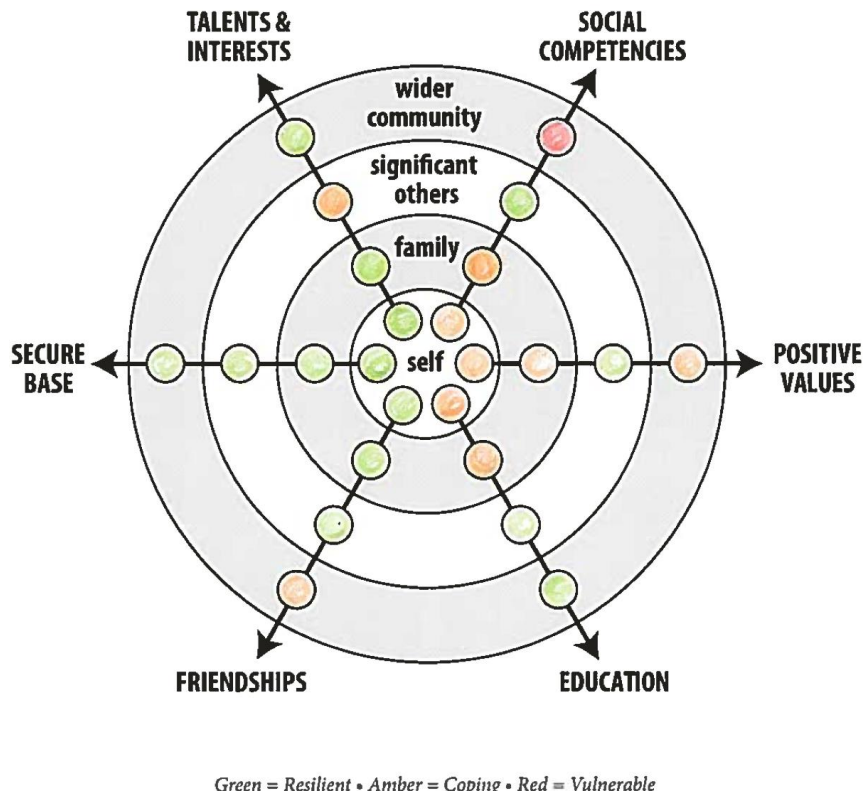 TALENTS &
INTERESTS
SOCIAL
COMPETENCIES
wider
community
significant
others
family
SECURE
BASE
self
POSITIVE
VALUES
FRIENDSHIPS
EDUCATION
Green = Resilient • Amber = Coping • Red = Vulnerable